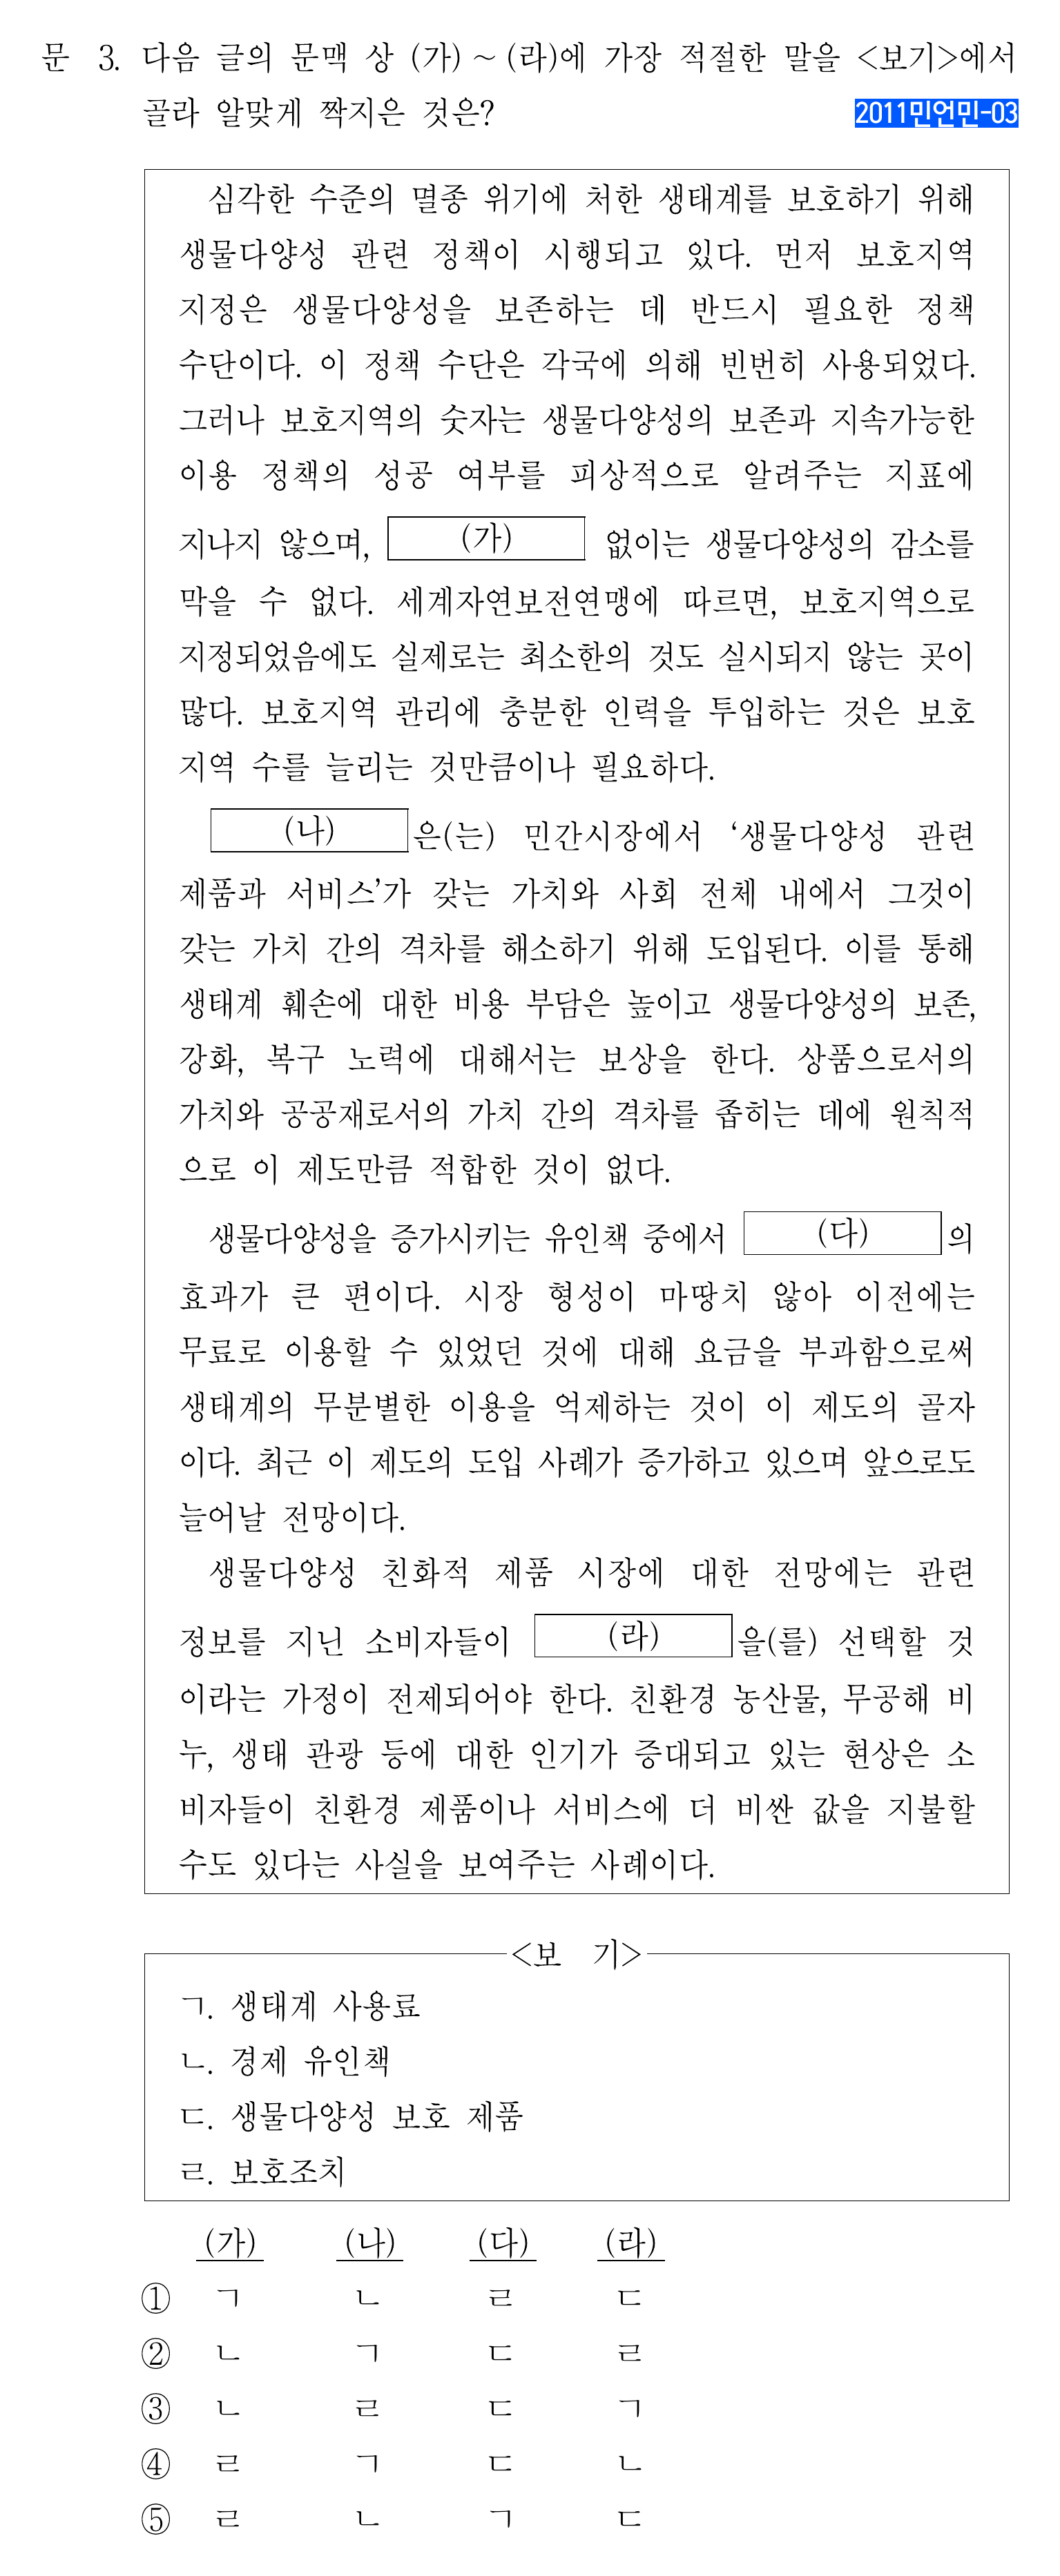 문 3. 다음 글의 문맥 상 (가) ~ (라)에 가장 적절한 말을 <보기>에서
골라 알맞게 짝지은 것은?
2011민언민-03
심각한 수준의 멸종 위기에 처한 생태계를 보호하기 위해
생물다양성 관련 정책이 시행되고 있다. 먼저 보호지역
지정은 생물다양성을 보존하는 데 반드시 필요한 정책
수단이다. 이 정책 수단은 각국에 의해 빈번히 사용되었다.
그러나 보호지역의 숫자는 생물다양성의 보존과 지속가능한
이용 정책의 성공 여부를 피상적으로 알려주는 지표에
지나지 않으며, (가) 없이는 생물다양성의 감소를
막을 수 없다. 세계자연보전연맹에 따르면, 보호지역으로
지정되었음에도 실제로는 최소한의 것도 실시되지 않는 곳이
많다. 보호지역 관리에 충분한 인력을 투입하는 것은 보호
지역 수를 늘리는 것만큼이나 필요하다.
(나) 은(는) 민간시장에서 ‘생물다양성 관련
제품과 서비스’가 갖는 가치와 사회 전체 내에서 그것이
갖는 가치 간의 격차를 해소하기 위해 도입된다. 이를 통해
생태계 훼손에 대한 비용 부담은 높이고 생물다양성의 보존,
강화, 복구 노력에 대해서는 보상을 한다. 상품으로서의
가치와 공공재로서의 가치 간의 격차를 좁히는 데에 원칙적
으로 이 제도만큼 적합한 것이 없다.
생물다양성을 증가시키는 유인책 중에서 (다) 의
효과가 큰 편이다. 시장 형성이 마땅치 않아 이전에는
무료로 이용할 수 있었던 것에 대해 요금을 부과함으로써
생태계의 무분별한 이용을 억제하는 것이 이 제도의 골자
이다. 최근 이 제도의 도입 사례가 증가하고 있으며 앞으로도
늘어날 전망이다.
생물다양성 친화적 제품 시장에 대한 전망에는 관련
정보를 지닌 소비자들이 (라) 을(를) 선택할 것
이라는 가정이 전제되어야 한다. 친환경 농산물, 무공해 비
누, 생태 관광 등에 대한 인기가 증대되고 있는 현상은 소
비자들이 친환경 제품이나 서비스에 더 비싼 값을 지불할
수도 있다는 사실을 보여주는 사례이다.
<보 기>
ㄱ. 생태계 사용료
ㄴ. 경제 유인책
ㄷ. 생물다양성 보호 제품
ㄹ. 보호조치
(가) (나) (다) (라)
① ㄱ ㄴ ㄹ ㄷ
② ㄴ ㄱ ㄷ ㄹ
③ ㄴ ㄹ ㄷ ㄱ
④ ㄹ ㄱ ㄷ ㄴ
⑤ ㄹ ㄴ ㄱ ㄷ